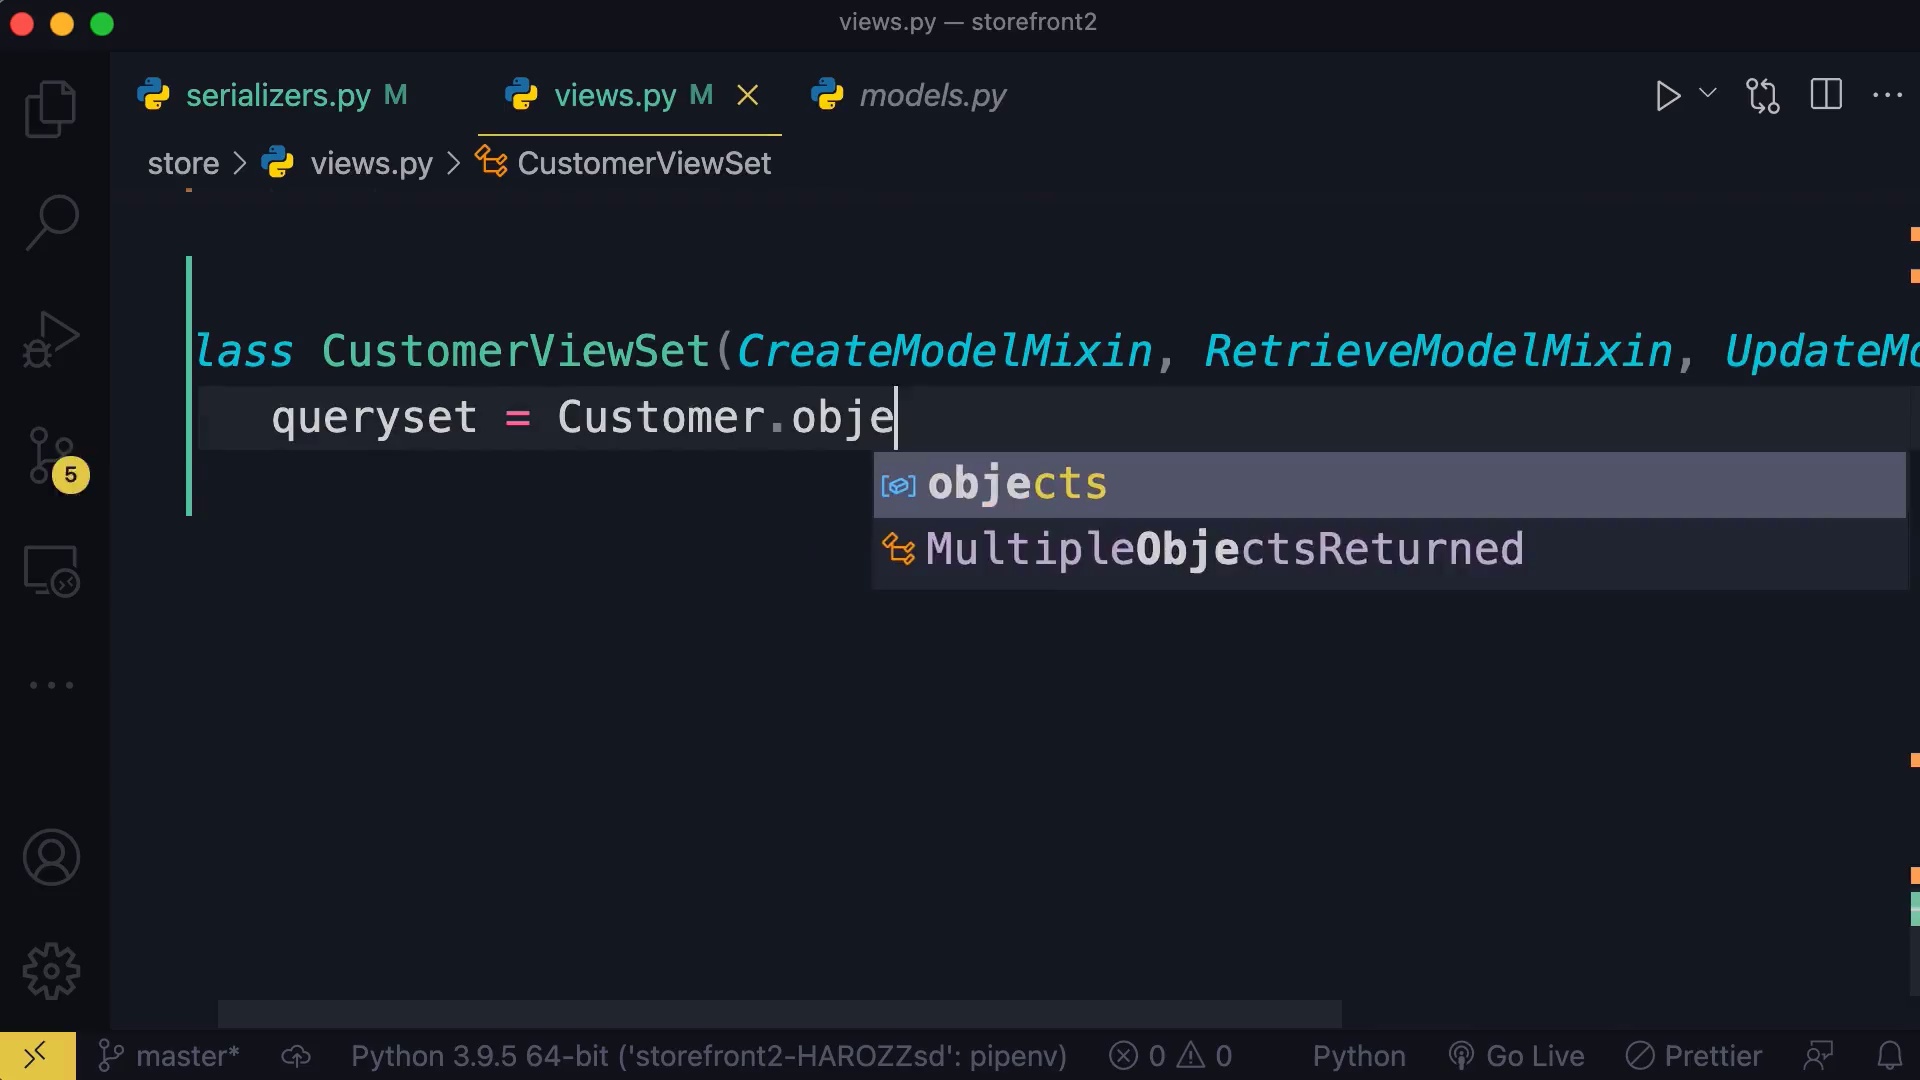 views.py — storefront2
serializers.py M views.py M models.py
store > views.py > CustomerViewSet
lass CustomerViewSet(CreateModelMixin, RetrieveModelMixin, UpdateMo
queryset = Customer.obje
objects
MultipleObjectsReturned
5
master* Python 3.9.5 64-bit ('storefront2-HAROZZsd': pipenv) 0 0 Python Go Live Prettier